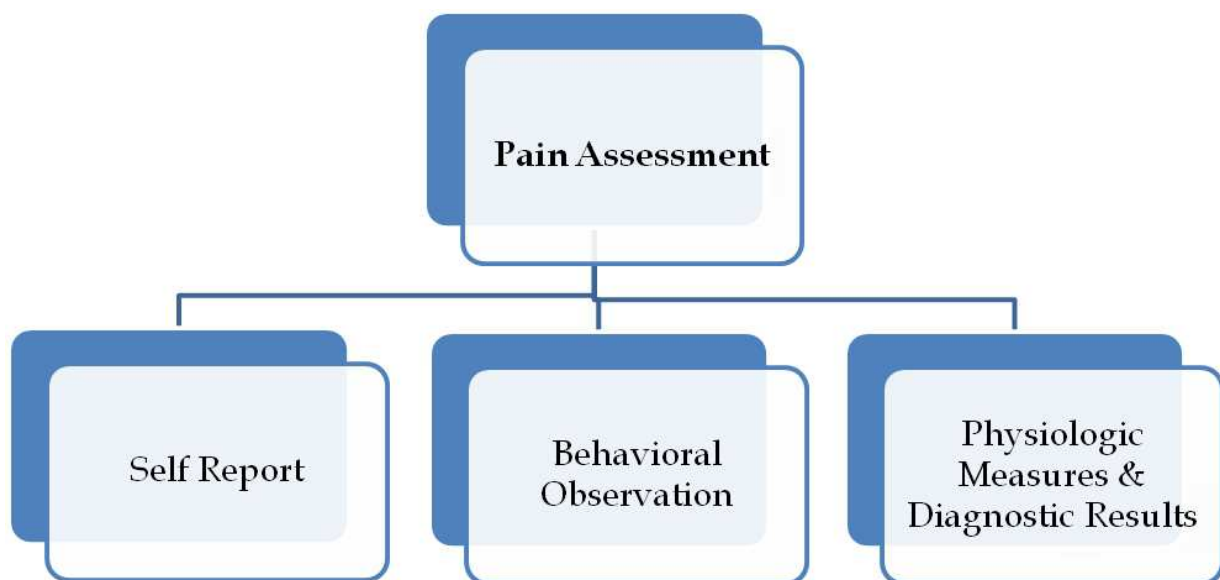 Pain Assessment
Self Report
Behavioral
Observation
Physiologic
Measures &
Diagnostic Results